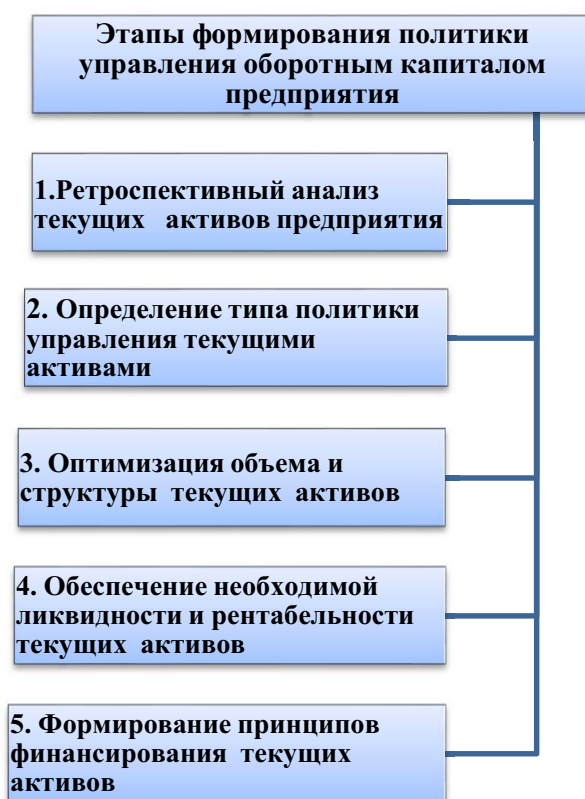 Этапы формирования политики
управления оборотным капиталом
предприятия
1.Ретроспективный анализ
текущих активов предприятия
2. Определение типа политики
управления текущими
активами
3. Оптимизация объема и
структуры текущих активов
4. Обеспечение необходимой
ликвидности и рентабельности
текущих активов
5. Формирование принципов
финансирования текущих
активов